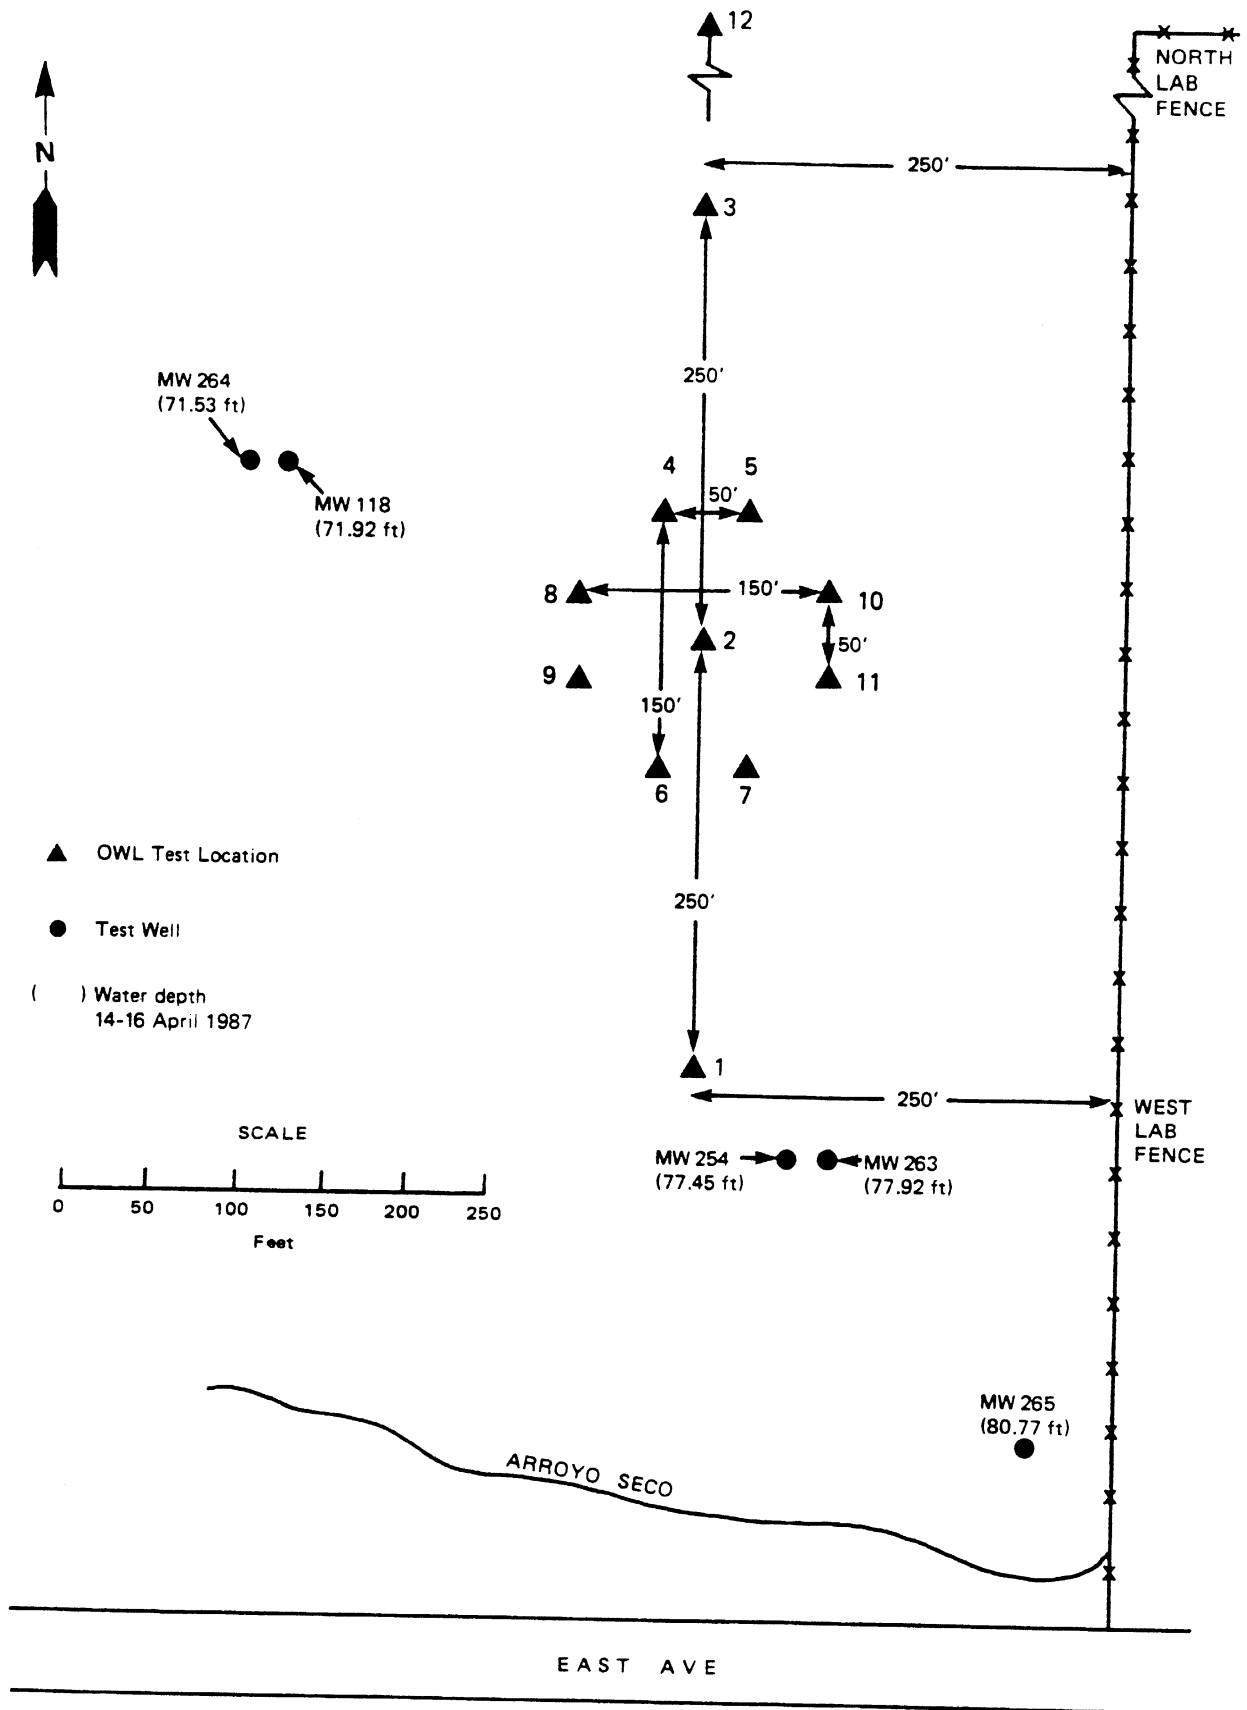 12
NORTH
LAB
FENCE
N
250'
3
250'
MW 264
(71.53 ft)
MW 118
(71.92 ft)
4
5
50'
8
150'
10
2
50'
9
11
150'
6
7
▲ OWL Test Location
250'
● Test Well
( ) Water depth
14-16 April 1987
1
250'
WEST
LAB
FENCE
SCALE
MW 254
(77.45 ft)
MW 263
(77.92 ft)
0 50 100 150 200 250
Feet
MW 265
(80.77 ft)
ARROYO SECO
EAST AVE